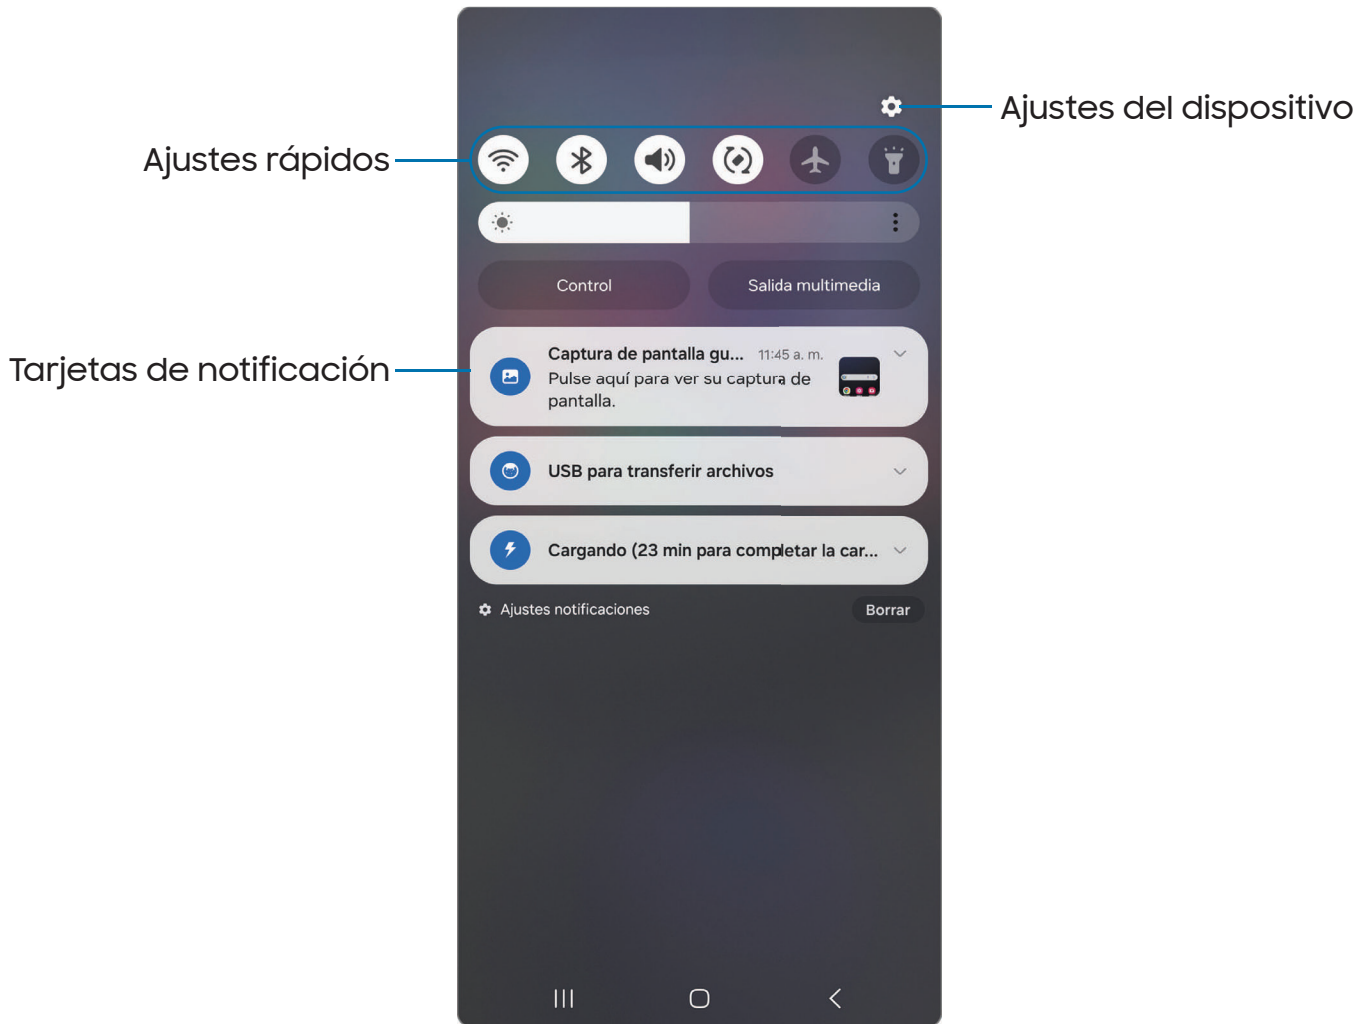 Ajustes del dispositivo
Ajustes rápidos
Control
Salida multimedia
Tarjetas de notificación
Captura de pantalla gu... 11:45 a. m.
Pulse aquí para ver su captura de
pantalla.
USB para transferir archivos
Cargando (23 min para completar la car...
Ajustes notificaciones
Borrar